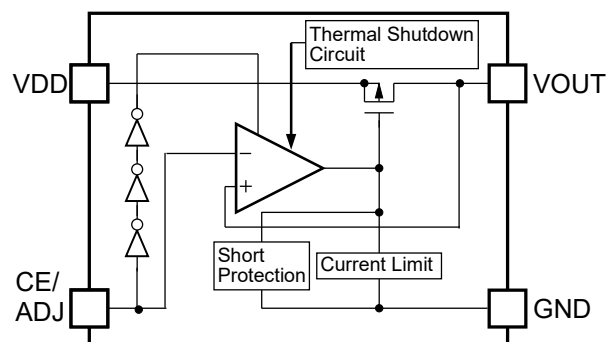 Thermal Shutdown
Circuit
VDD
VOUT
−
+
Short
Protection
Current Limit
CE/
ADJ
GND